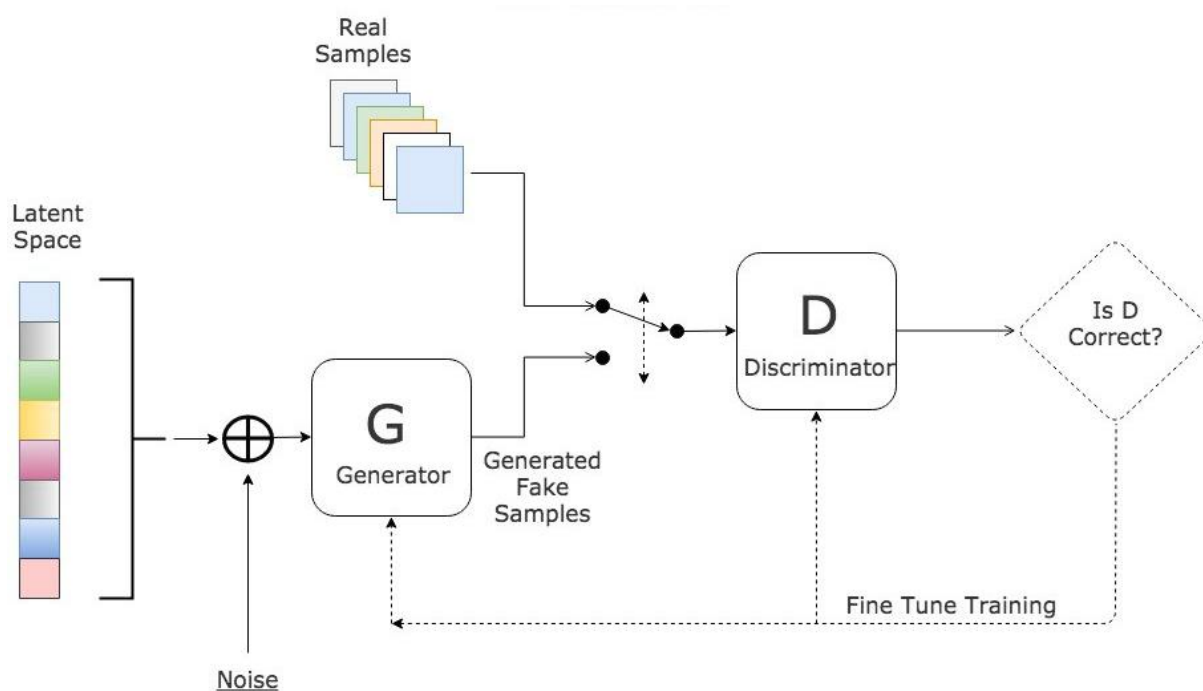 Real
Samples
Latent
Space
G
Generator
Generated
Fake
Samples
D
Discriminator
Is D
Correct?
Fine Tune Training
Noise